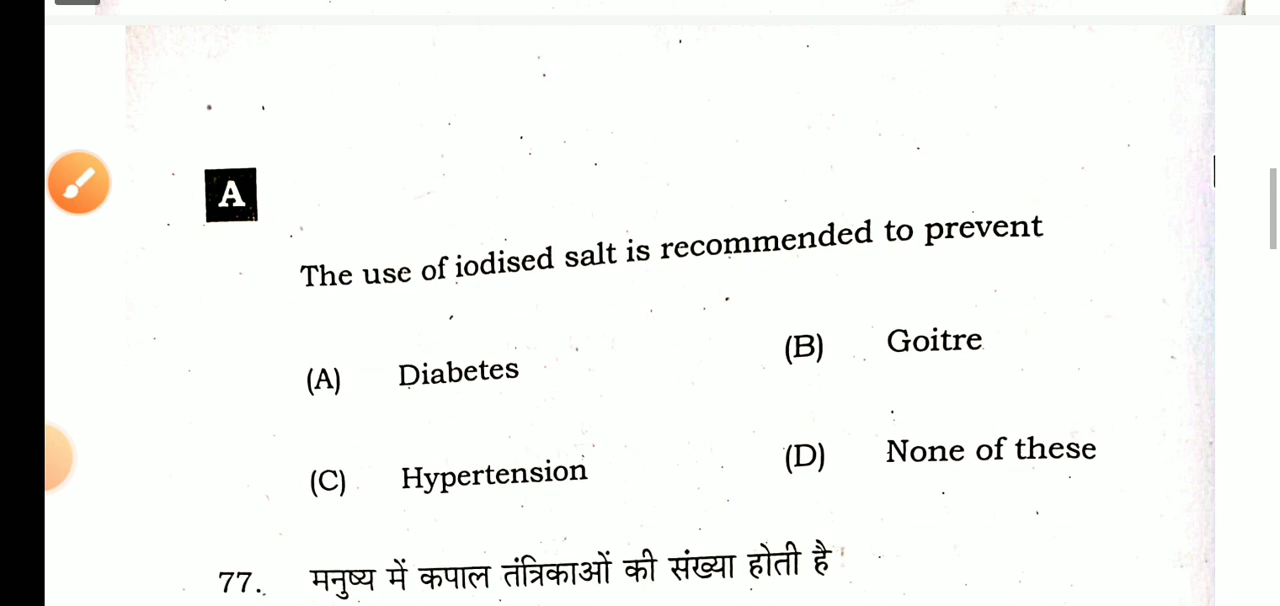 A
The use of iodised salt is recommended to prevent
(A) Diabetes (B) Goitre
(C) Hypertension (D) None of these
77. मनुष्य में कपाल तंत्रिकाओं की संख्या होती है